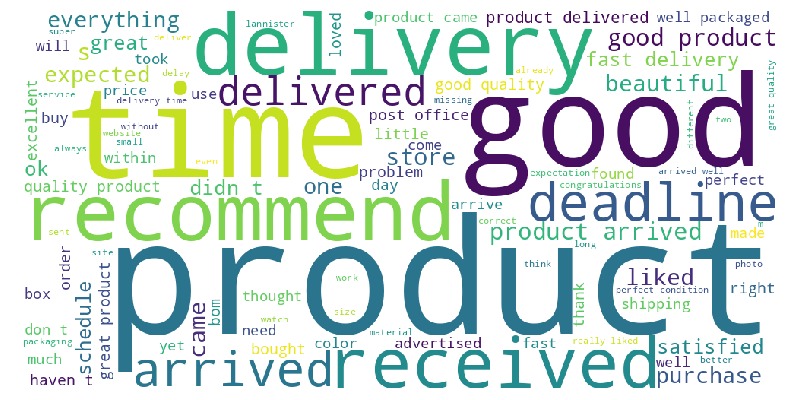 super
everything
lannister
delivery
loved
product came
product delivered
well packaged
will
s
great
took
delivered
good product
expected
fast delivery
excellent
service
price
delivery time
use
delivered
good quality
already
beautiful
great quality
buy
without
website
small
time
post office
missing
good
different
two
always
within
ok
even
little
come
store
problem
expectation
found
arrived well
perfect
quality product
didn t
one
day
congratulations
recommend
arrive
correct
deadline
sent
product arrived
made
long
order
site
product
think
liked
photo
box
great product
schedule
came
bom
thought
work
perfect condition
right
thank
shipping
don t
packaging
need
watch
size
material
much
yet
bought
color
advertised
fast
really liked
satisfied
haven t
arrived
received
well
better
purchase